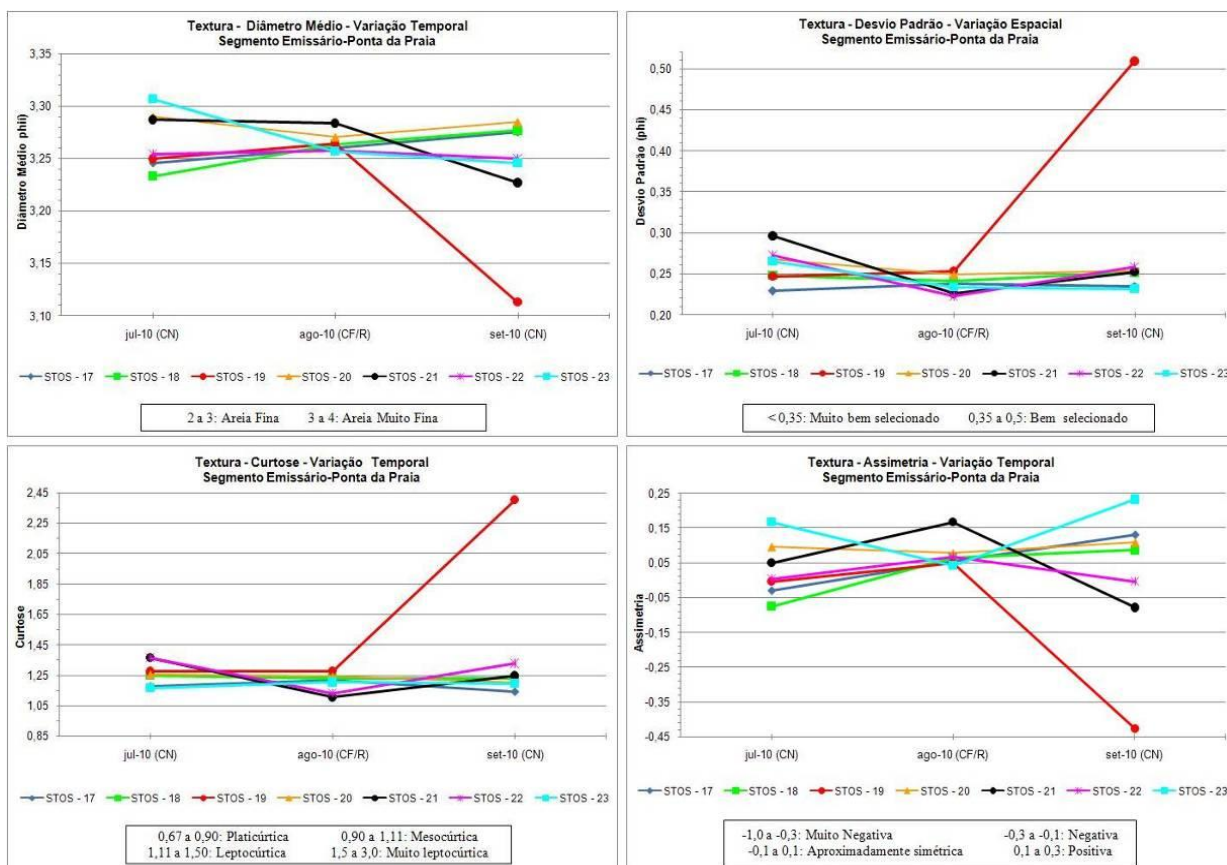 Textura - Diâmetro Médio - Variação Temporal
Segmento Emissário-Ponta da Praia
Diâmetro Médio (phii)
3,35
3,30
3,25
3,20
3,15
3,10
jul-10 (CN) ago-10 (CF/R) set-10 (CN)
STOS - 17 STOS - 18 STOS - 19 STOS - 20 STOS - 21 STOS - 22 STOS - 23
2 a 3: Areia Fina 3 a 4: Areia Muito Fina
Textura - Desvio Padrão - Variação Espacial
Segmento Emissário-Ponta da Praia
Desvio Padrão (phi)
0,50
0,45
0,40
0,35
0,30
0,25
0,20
jul-10 (CN) ago-10 (CF/R) set-10 (CN)
STOS - 17 STOS - 18 STOS - 19 STOS - 20 STOS - 21 STOS - 22 STOS - 23
< 0,35: Muito bem selecionado 0,35 a 0,5: Bem selecionado
Textura - Curtose - Variação Temporal
Segmento Emissário-Ponta da Praia
Curtose
2,45
2,25
2,05
1,85
1,65
1,45
1,25
1,05
0,85
jul-10 (CN) ago-10 (CF/R) set-10 (CN)
STOS - 17 STOS - 18 STOS - 19 STOS - 20 STOS - 21 STOS - 22 STOS - 23
0,67 a 0,90: Platicúrtica 0,90 a 1,11: Mesocúrtica
1,11 a 1,50: Leptocúrtica 1,5 a 3,0: Muito leptocúrtica
Textura - Assimetria - Variação Temporal
Segmento Emissário-Ponta da Praia
Assimetria
0,25
0,15
0,05
-0,05
-0,15
-0,25
-0,35
-0,45
jul-10 (CN) ago-10 (CF/R) set-10 (CN)
STOS - 17 STOS - 18 STOS - 19 STOS - 20 STOS - 21 STOS - 22 STOS - 23
-1,0 a -0,3: Muito Negativa -0,3 a -0,1: Negativa
-0,1 a 0,1: Aproximadamente simétrica 0,1 a 0,3: Positiva